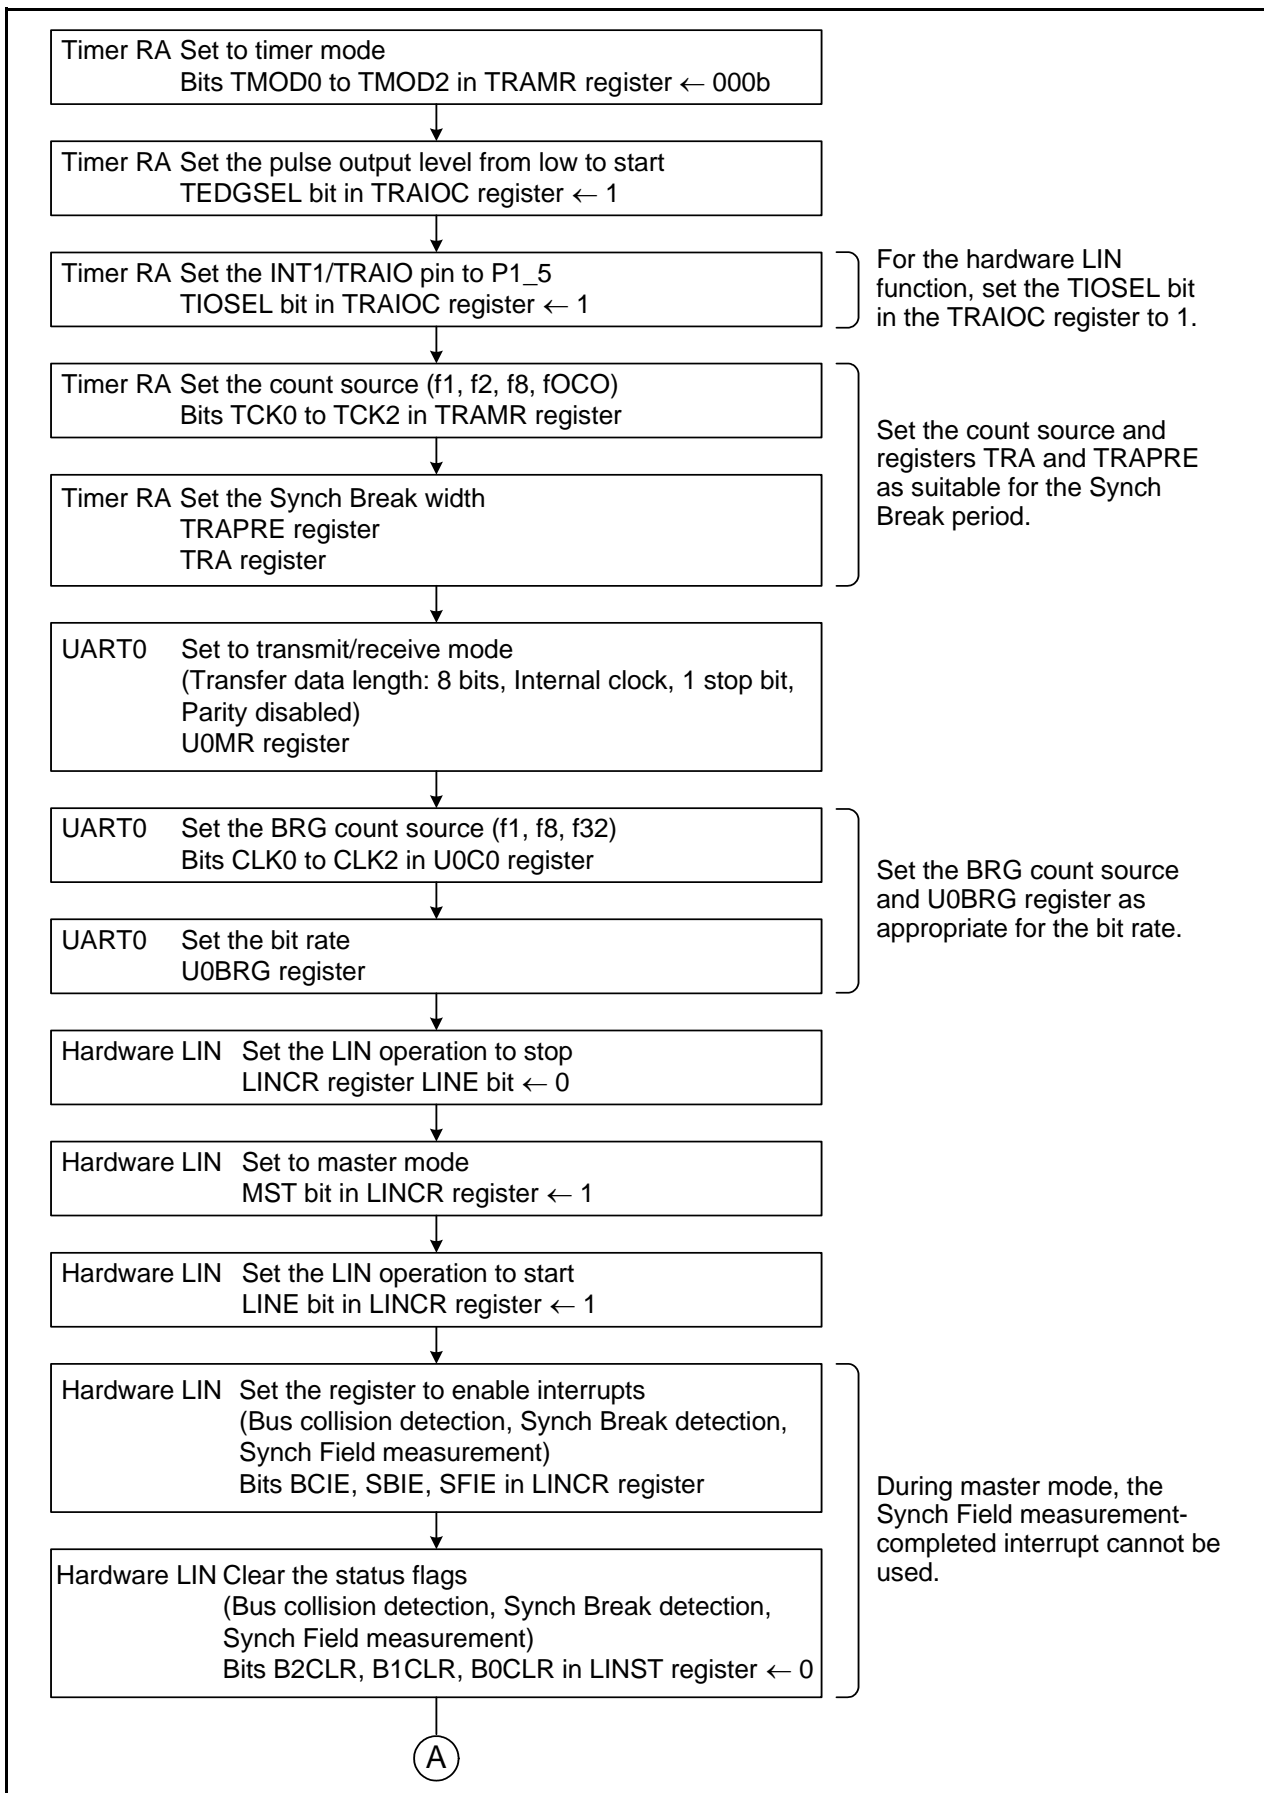 Timer RA Set to timer mode
Bits TMOD0 to TMOD2 in TRAMR register ← 000b
Timer RA Set the pulse output level from low to start
TEDGSEL bit in TRAIOC register ← 1
Timer RA Set the INT1/TRAIO pin to P1_5
TIOSEL bit in TRAIOC register ← 1
For the hardware LIN
function, set the TIOSEL bit
in the TRAIOC register to 1.
Timer RA Set the count source (f1, f2, f8, fOCO)
Bits TCK0 to TCK2 in TRAMR register
Timer RA Set the Synch Break width
TRAPRE register
TRA register
Set the count source and
registers TRA and TRAPRE
as suitable for the Synch
Break period.
UART0 Set to transmit/receive mode
(Transfer data length: 8 bits, Internal clock, 1 stop bit,
Parity disabled)
U0MR register
UART0 Set the BRG count source (f1, f8, f32)
Bits CLK0 to CLK2 in U0C0 register
UART0 Set the bit rate
U0BRG register
Set the BRG count source
and U0BRG register as
appropriate for the bit rate.
Hardware LIN Set the LIN operation to stop
LINCR register LINE bit ← 0
Hardware LIN Set to master mode
MST bit in LINCR register ← 1
Hardware LIN Set the LIN operation to start
LINE bit in LINCR register ← 1
Hardware LIN Set the register to enable interrupts
(Bus collision detection, Synch Break detection,
Synch Field measurement)
Bits BCIE, SBIE, SFIE in LINCR register
Hardware LIN Clear the status flags
(Bus collision detection, Synch Break detection,
Synch Field measurement)
Bits B2CLR, B1CLR, B0CLR in LINST register ← 0
During master mode, the
Synch Field measurement-
completed interrupt cannot be
used.
A